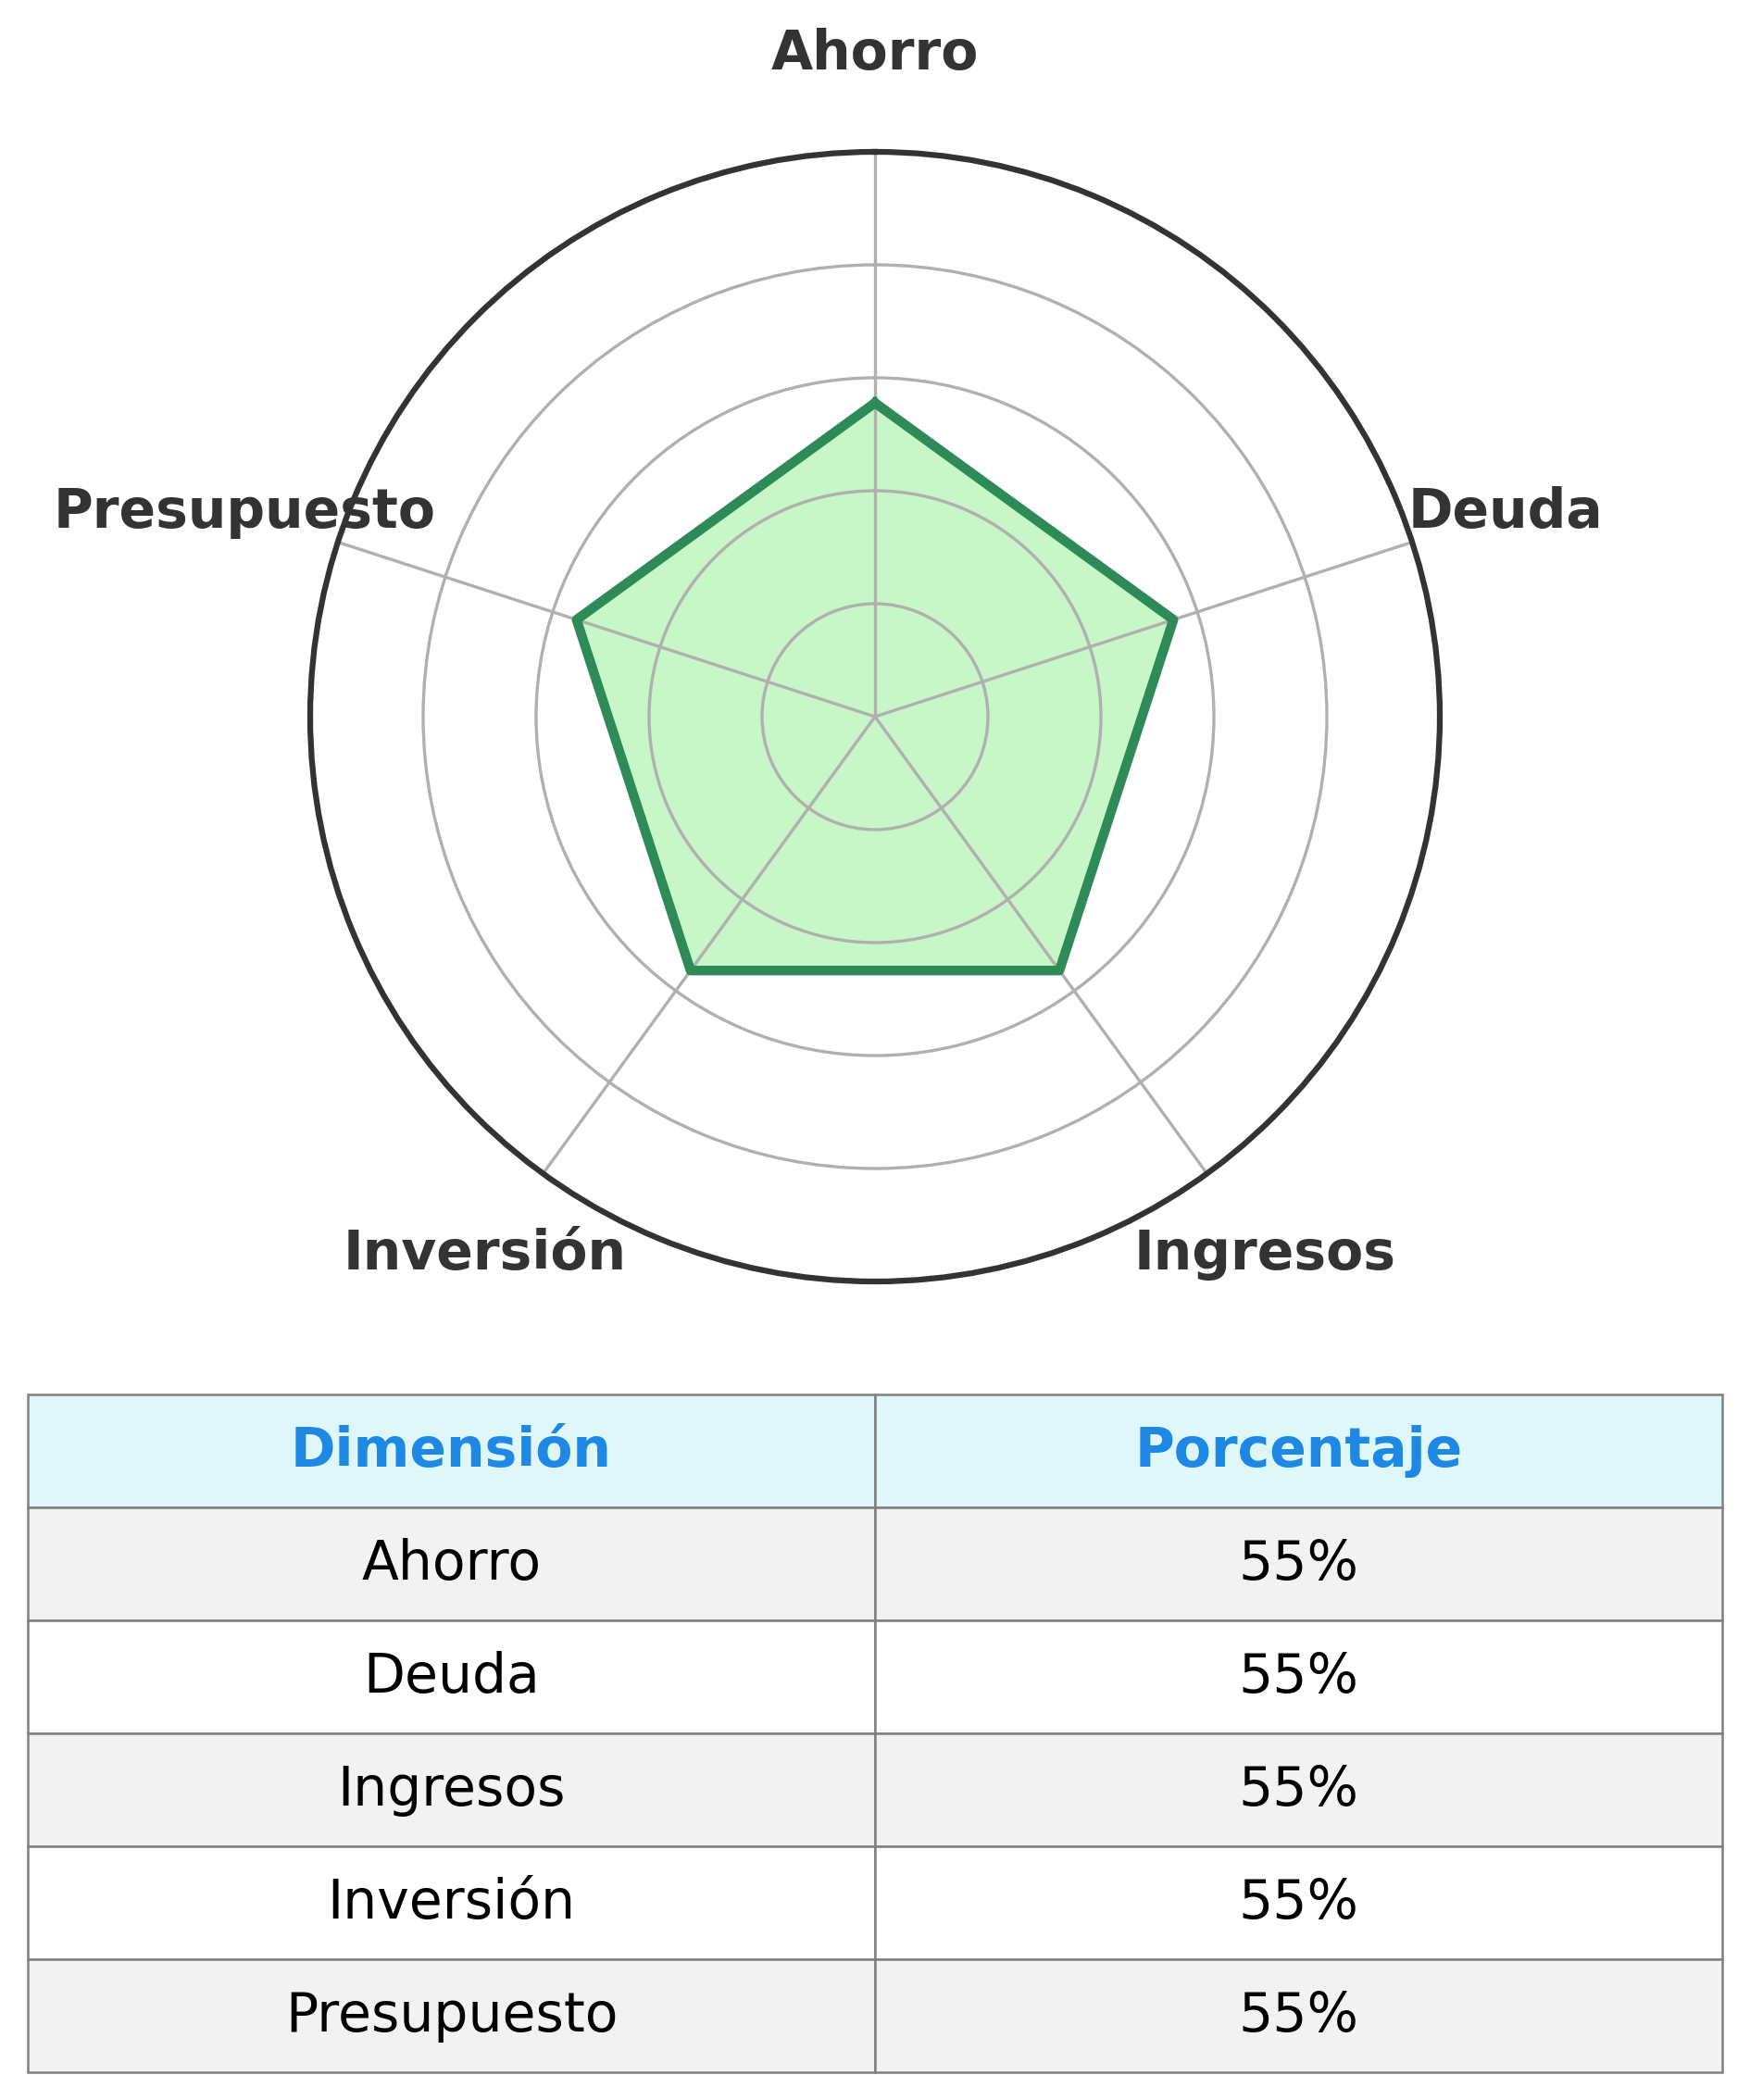 Ahorro
Presupuesto
Deuda
Inversión
Ingresos
Dimensión Porcentaje
Ahorro 55%
Deuda 55%
Ingresos 55%
Inversión 55%
Presupuesto 55%